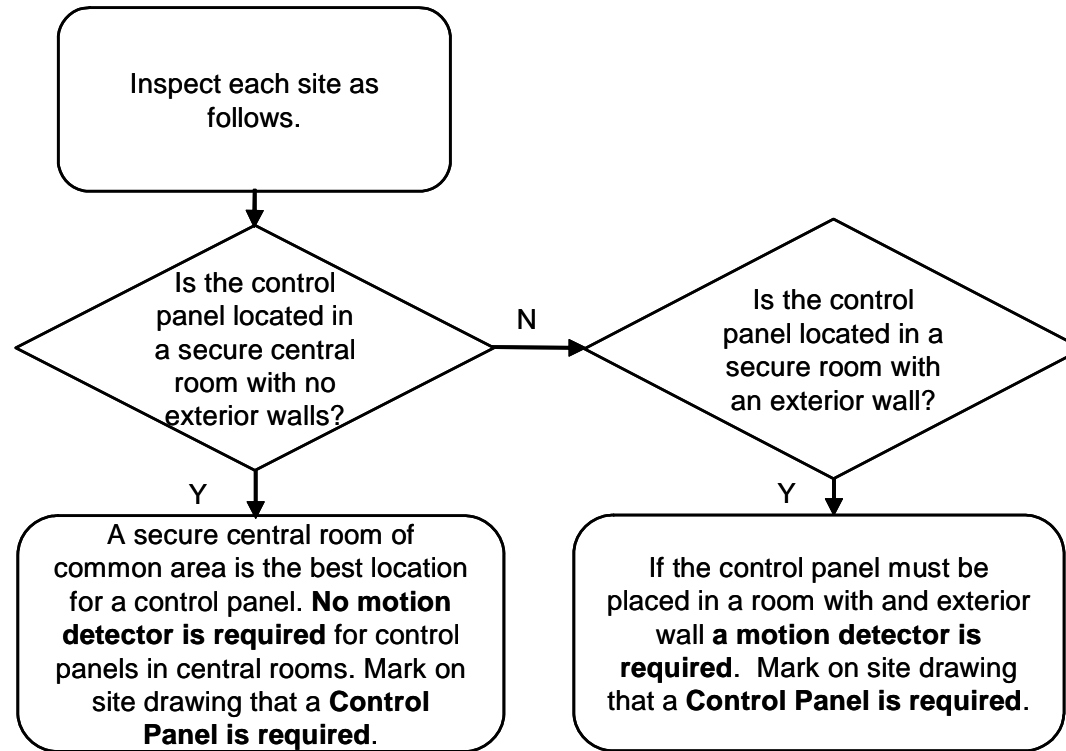 Inspect each site as
follows.
Is the control
panel located in
a secure central
room with no
exterior walls?
N
Is the control
panel located in a
secure room with
an exterior wall?
Y
A secure central room of
common area is the best location
for a control panel. No motion
detector is required for control
panels in central rooms. Mark on
site drawing that a Control
Panel is required.
Y
If the control panel must be
placed in a room with and exterior
wall a motion detector is
required.  Mark on site drawing
that a Control Panel is required.